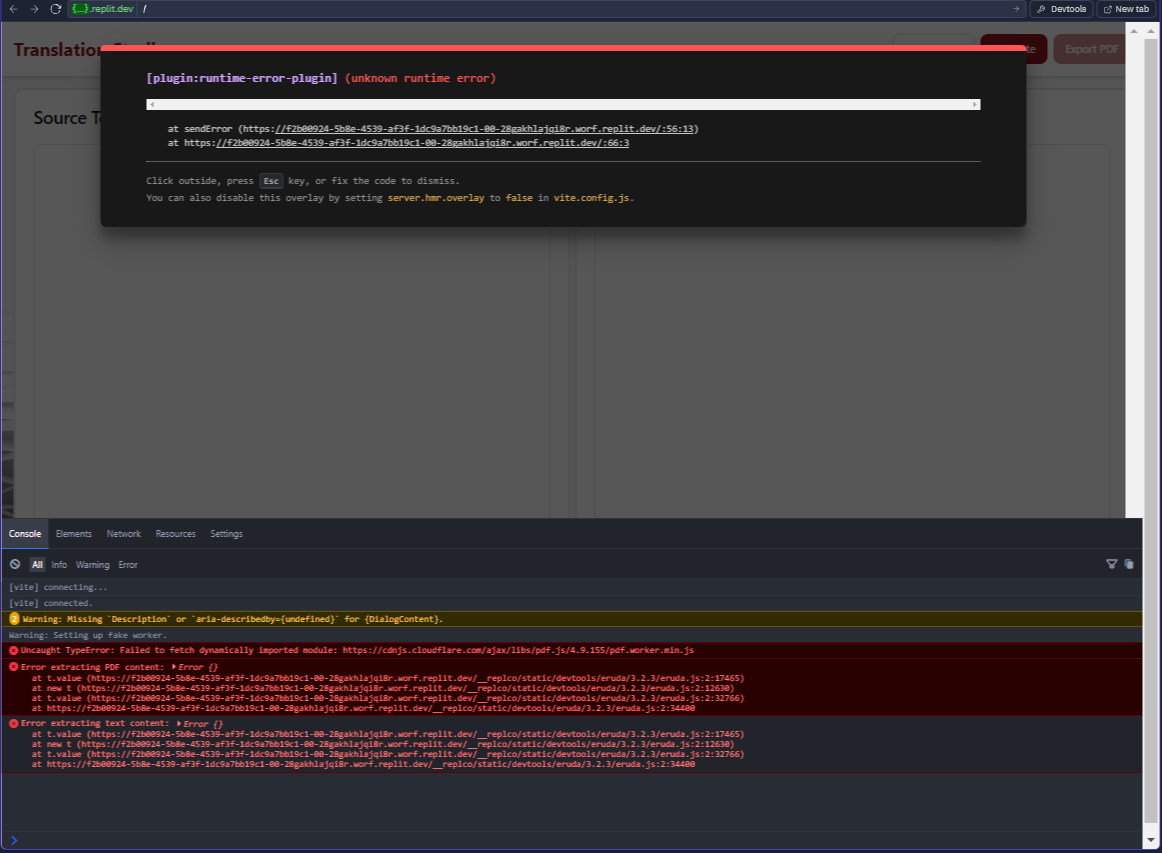 {...}.replit.dev /
Devtools
New tab
Translation
Export PDF
Source T
[plugin:runtime-error-plugin] (unknown runtime error)
at sendError (https://f2b00924-5b8e-4539-af3f-1dc9a7bb19c1-00-28gakhlajqi8r.worf.replit.dev/:56:13)
at https://f2b00924-5b8e-4539-af3f-1dc9a7bb19c1-00-28gakhlajqi8r.worf.replit.dev/:66:3
Click outside, press Esc key, or fix the code to dismiss.
You can also disable this overlay by setting server.hmr.overlay to false in vite.config.js.
Console Elements Network Resources Settings
All Info Warning Error
[vite] connecting...
[vite] connected.
2 Warning: Missing `Description` or `aria-describedby={undefined}` for {DialogContent}.
Warning: Setting up fake worker.
Uncaught TypeError: Failed to fetch dynamically imported module: https://cdnjs.cloudflare.com/ajax/libs/pdf.js/4.9.155/pdf.worker.min.js
Error extracting PDF content: Error {}
at t.value (https://f2b00924-5b8e-4539-af3f-1dc9a7bb19c1-00-28gakhlajqi8r.worf.replit.dev/__replco/static/devtools/eruda/3.2.3/eruda.js:2:17465)
at new t (https://f2b00924-5b8e-4539-af3f-1dc9a7bb19c1-00-28gakhlajqi8r.worf.replit.dev/__replco/static/devtools/eruda/3.2.3/eruda.js:2:12630)
at t.value (https://f2b00924-5b8e-4539-af3f-1dc9a7bb19c1-00-28gakhlajqi8r.worf.replit.dev/__replco/static/devtools/eruda/3.2.3/eruda.js:2:32766)
at https://f2b00924-5b8e-4539-af3f-1dc9a7bb19c1-00-28gakhlajqi8r.worf.replit.dev/__replco/static/devtools/eruda/3.2.3/eruda.js:2:34400
Error extracting text content: Error {}
at t.value (https://f2b00924-5b8e-4539-af3f-1dc9a7bb19c1-00-28gakhlajqi8r.worf.replit.dev/__replco/static/devtools/eruda/3.2.3/eruda.js:2:17465)
at new t (https://f2b00924-5b8e-4539-af3f-1dc9a7bb19c1-00-28gakhlajqi8r.worf.replit.dev/__replco/static/devtools/eruda/3.2.3/eruda.js:2:12630)
at t.value (https://f2b00924-5b8e-4539-af3f-1dc9a7bb19c1-00-28gakhlajqi8r.worf.replit.dev/__replco/static/devtools/eruda/3.2.3/eruda.js:2:32766)
at https://f2b00924-5b8e-4539-af3f-1dc9a7bb19c1-00-28gakhlajqi8r.worf.replit.dev/__replco/static/devtools/eruda/3.2.3/eruda.js:2:34400